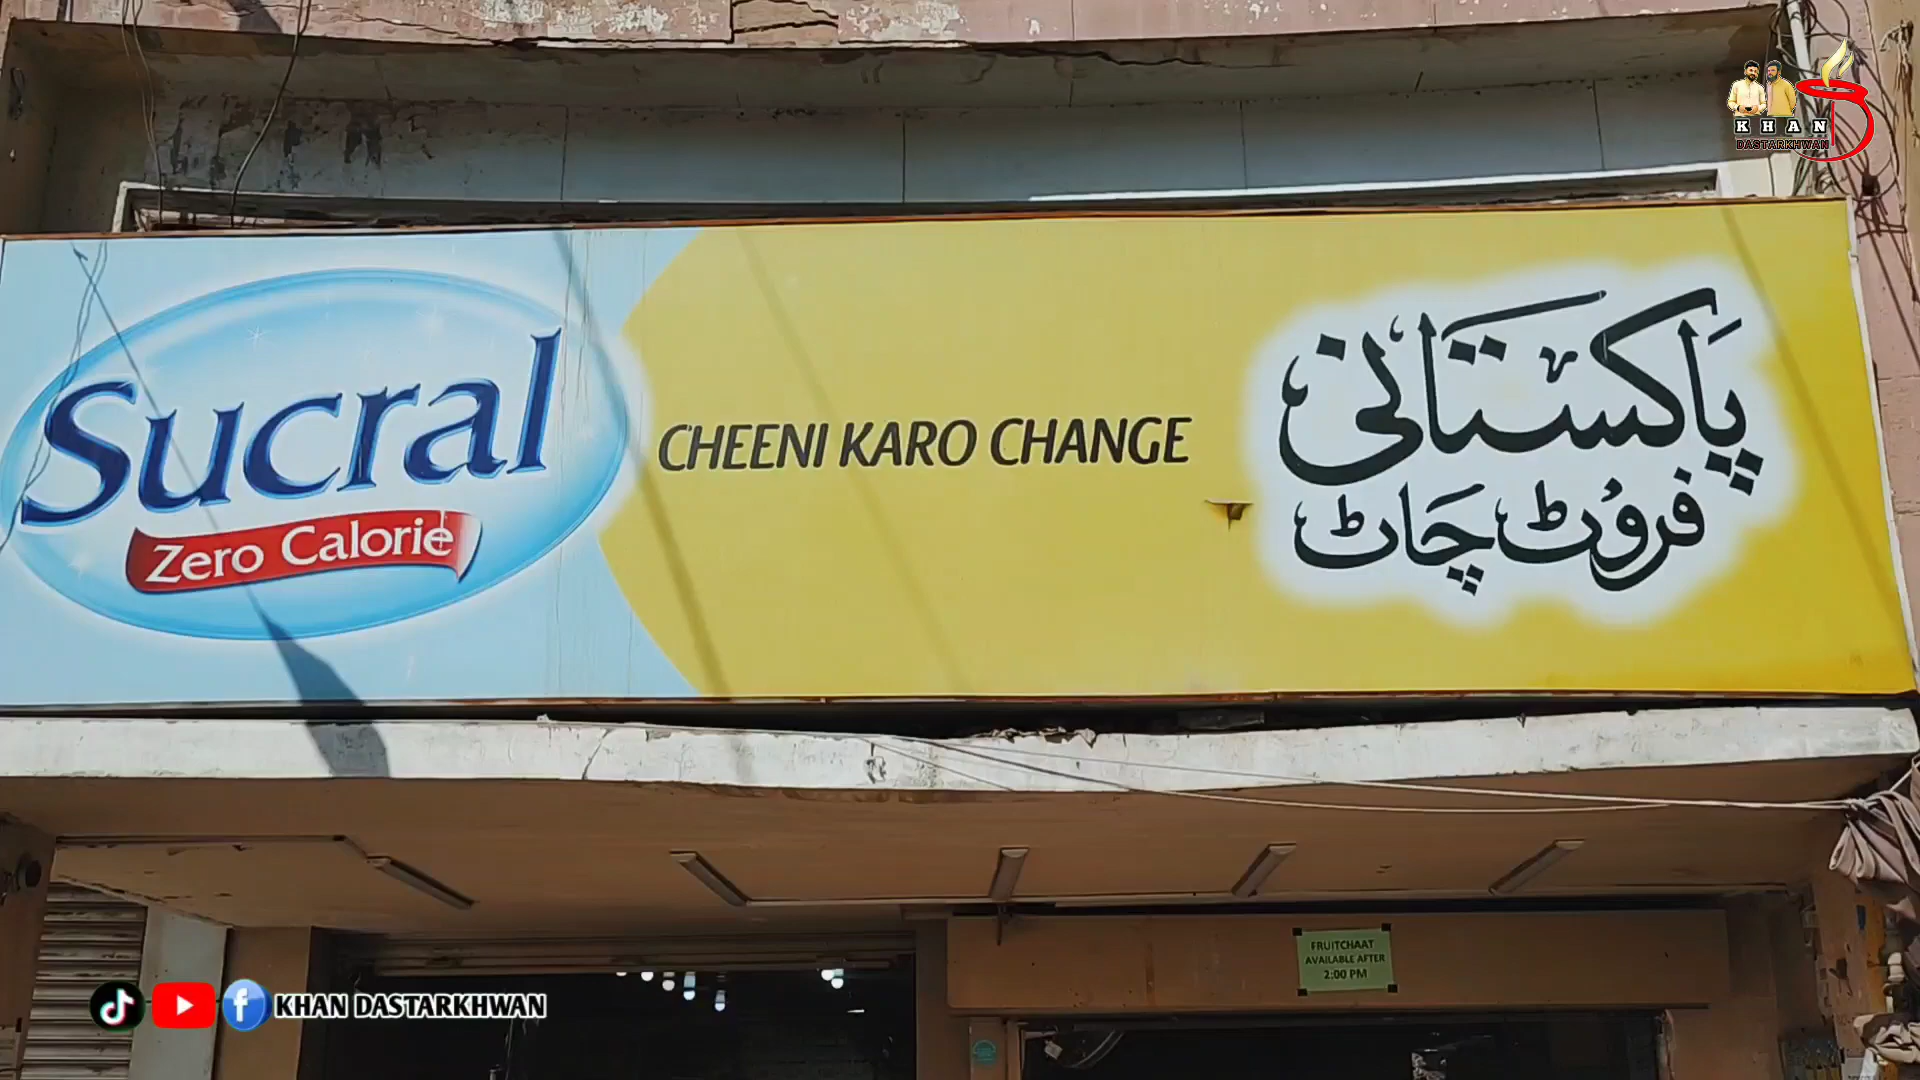 KHAN
DASTARKHWAN
Sucral
Zero Calorie
CHEENI KARO CHANGE
پاکستانی
فروٹ چاٹ
FRUITCHAAT
AVAILABLE AFTER
2:00 PM
KHAN DASTARKHWAN